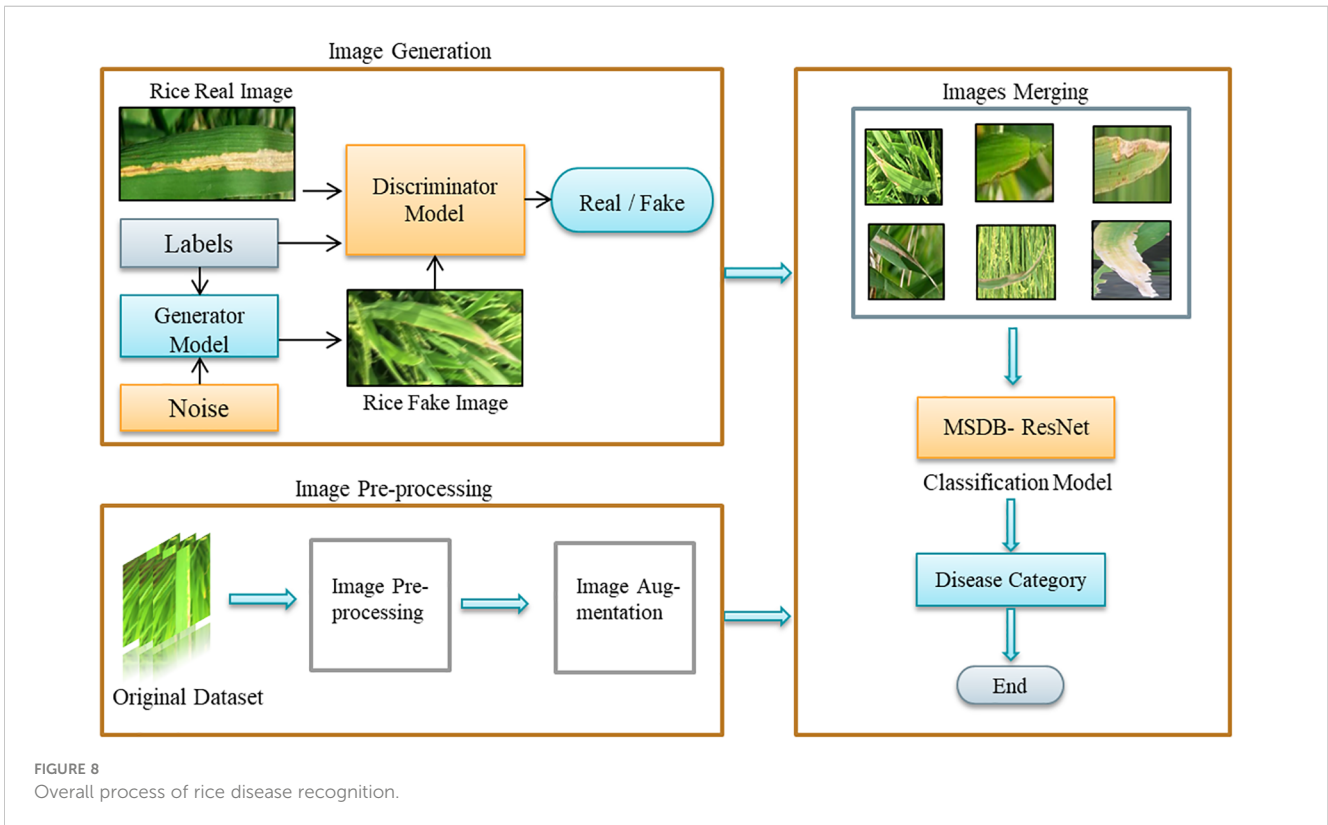 Image Generation
Rice Real Image
Labels
Generator
Model
Noise
Discriminator
Model
Real / Fake
Rice Fake Image
Image Pre-processing
Original Dataset
Image Pre-
processing
Image Aug-
mentation
Images Merging
MSDB- ResNet
Classification Model
Disease Category
End
FIGURE 8
Overall process of rice disease recognition.